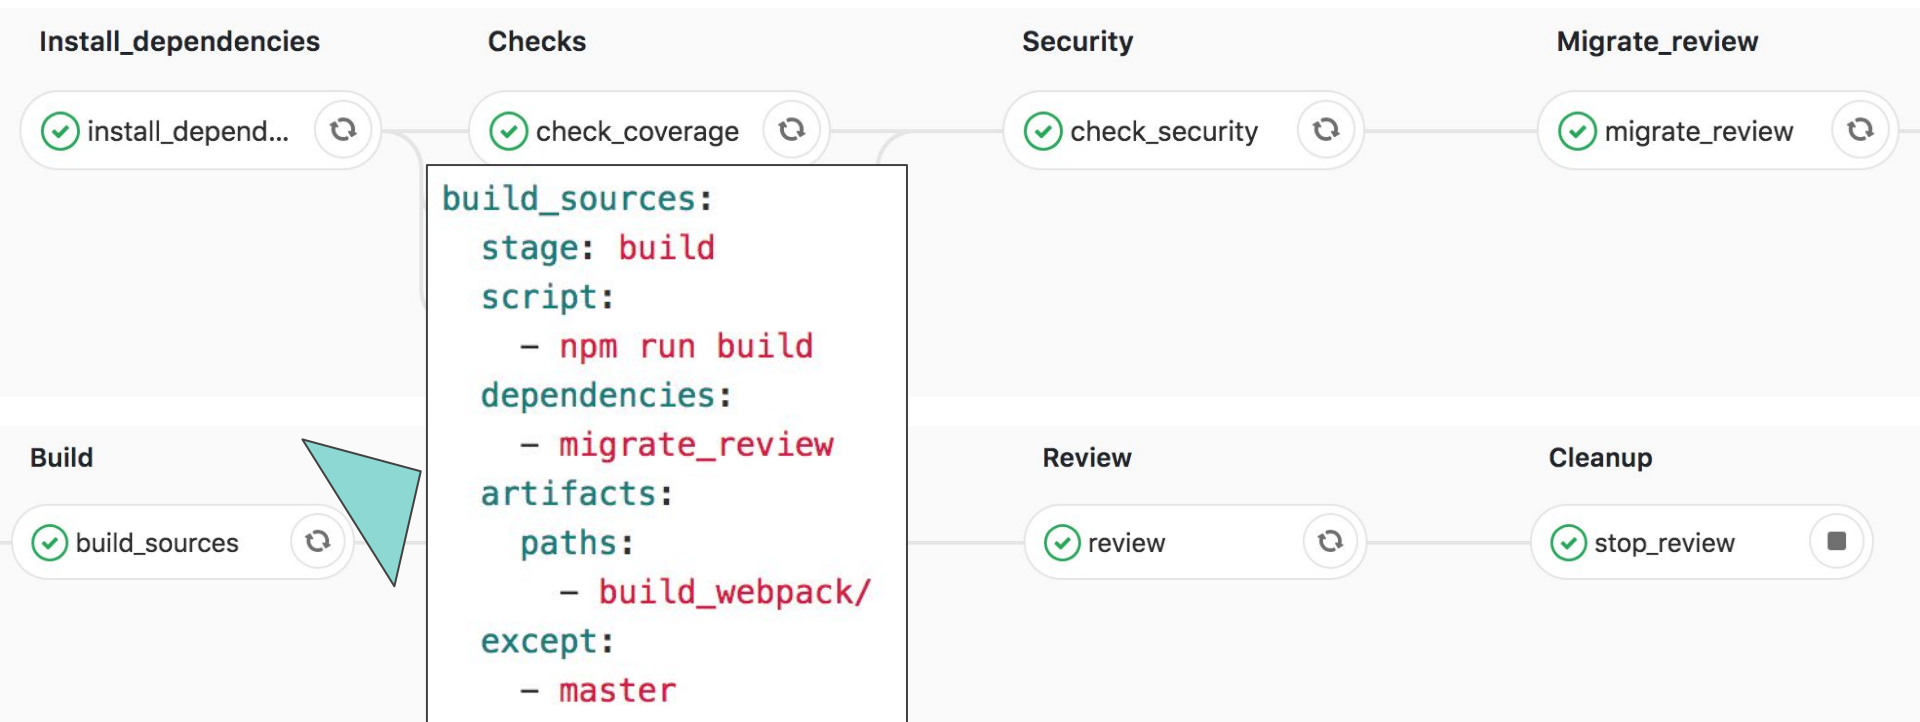 Install_dependencies
Checks
Security
Migrate_review
install_depend...
check_coverage
check_security
migrate_review
build_sources:
stage: build
script:
- npm run build
dependencies:
- migrate_review
artifacts:
paths:
- build_webpack/
except:
- master
Build
Review
Cleanup
build_sources
review
stop_review